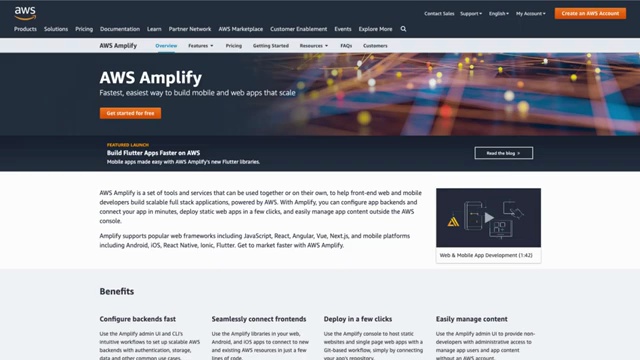 aws
Contact Sales Support English My Account Create an AWS Account
Products Solutions Pricing Documentation Learn Partner Network AWS Marketplace Customer Enablement Events Explore More
AWS Amplify Overview Features Pricing Getting Started Resources FAQs Customers
AWS Amplify
Fastest, easiest way to build mobile and web apps that scale
Get started for free
FEATURED LAUNCH
Build Flutter Apps Faster on AWS
Mobile apps made easy with AWS Amplify's new Flutter libraries.
Read the blog >
AWS Amplify is a set of tools and services that can be used together or on their own, to help front-end web and mobile
developers build scalable full stack applications, powered by AWS. With Amplify, you can configure app backends and
connect your app in minutes, deploy static web apps in a few clicks, and easily manage app content outside the AWS
console.
Amplify supports popular web frameworks including JavaScript, React, Angular, Vue, Next.js, and mobile platforms
including Android, iOS, React Native, Ionic, Flutter. Get to market faster with AWS Amplify.
Web & Mobile App Development (1:42)
Benefits
Configure backends fast
Use the Amplify admin UI and CLI's
intuitive workflows to set up scalable AWS
backends with authentication, storage,
data and other common use cases.
Seamlessly connect frontends
Use the Amplify libraries in your web,
Android, and iOS apps to connect to new
and existing AWS resources in just a few
lines of code.
Deploy in a few clicks
Use the Amplify console to host static
websites and single page web apps with a
Git-based workflow, simply by connecting
your app's repository.
Easily manage content
Use the Amplify admin UI to provide non-
developers with administrative access to
manage app users and app content
without an AWS account.